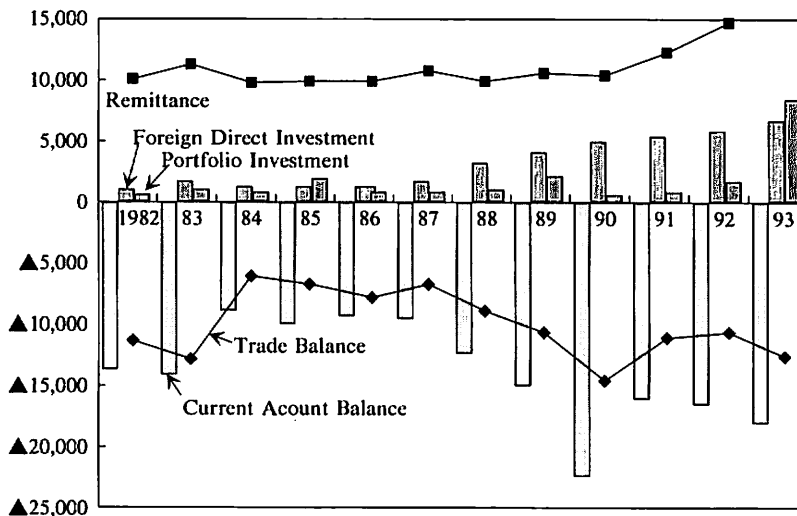 15,000
10,000
Remittance
5,000
Foreign Direct Investment
Portfolio Investment
0
1982 83 84 85 86 87 88 89 90 91 92 93
▲5,000
▲10,000
Trade Balance
▲15,000
Current Acount Balance
▲20,000
▲25,000